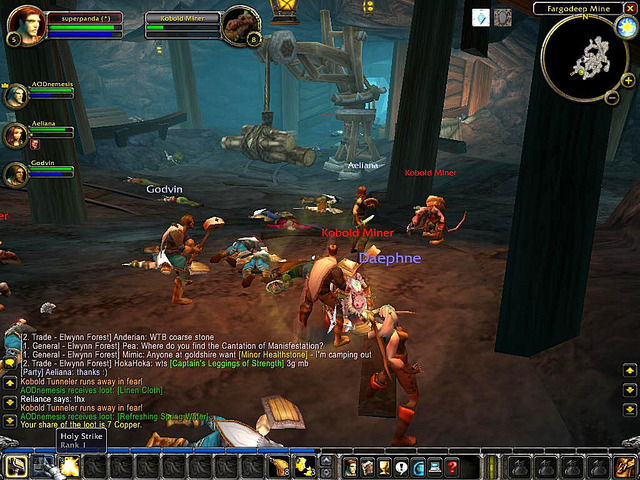 superpanda (*)
Kobold Miner
Fargodeep Mine
N
5
8
AODnemesis
Aeliana
Godvin
Aeliana
Kobold Miner
Godvin
er
Kobold Miner
Daephne
[2. Trade - Elwynn Forest] Anderian: WTB coarse stone
[1. General - Elwynn Forest] Pea: Where do you find the Cantation of Manisfestation?
[1. General - Elwynn Forest] Mimic: Anyone at goldshire want [Minor Healthstone] - I'm camping out
[2. Trade - Elwynn Forest] HokaHoka: wts [Captain's Leggings of Strength] 3g mb
[Party] Aeliana: thanks :)
Kobold Tunneler runs away in fear!
AODnemesis receives loot: [Linen Cloth].
Reliance says: thx
Kobold Tunneler runs away in fear!
AODnemesis receives loot: [Refreshing Spring Water].
Your share of the loot is 7 Copper.
Holy Strike
Rank 1